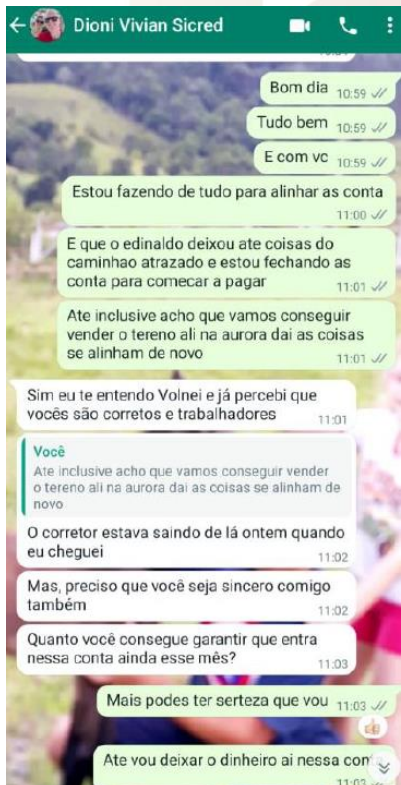 Dioni Vivian Sicred
Bom dia 10:59
Tudo bem 10:59
E com vc 10:59
Estou fazendo de tudo para alinhar as conta
11:00
E que o edinaldo deixou ate coisas do
caminhao atrazado e estou fechando as
conta para comecar a pagar
11:01
Ate inclusive acho que vamos conseguir
vender o tereno ali na aurora dai as coisas
se alinham de novo
11:01
Sim eu te entendo Volnei e já percebi que
vocês são corretos e trabalhadores
11:01
Você
Ate inclusive acho que vamos conseguir vender
o tereno ali na aurora dai as coisas se alinham de
novo
O corretor estava saindo de lá ontem quando
eu cheguei
11:02
Mas, preciso que você seja sincero comigo
também
11:02
Quanto você consegue garantir que entra
nessa conta ainda esse mês?
11:03
Mais podes ter serteza que vou 11:03
Ate vou deixar o dinheiro ai nessa conta
11:03